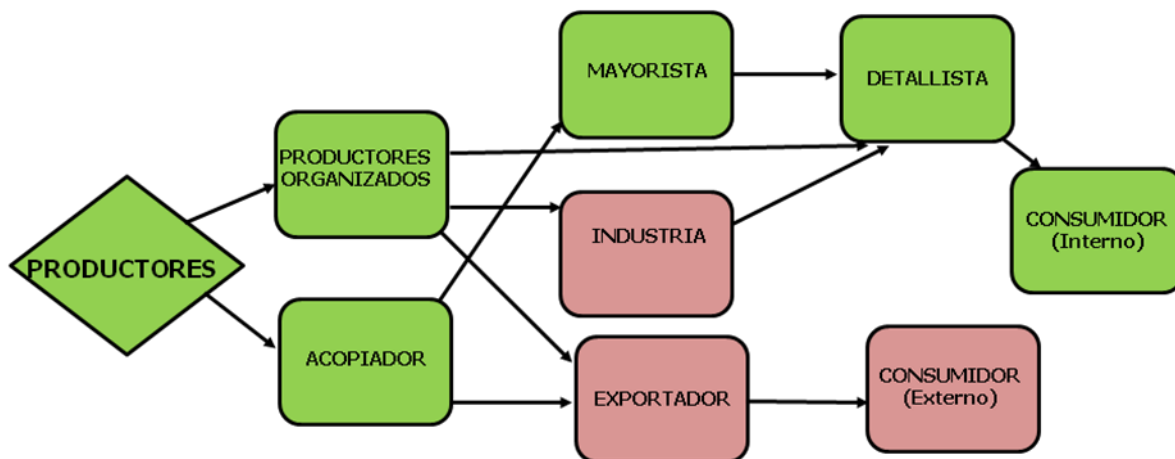 PRODUCTORES
PRODUCTORES
ORGANIZADOS
ACOPIADOR
MAYORISTA
INDUSTRIA
EXPORTADOR
DETALLISTA
CONSUMIDOR
(Interno)
CONSUMIDOR
(Externo)